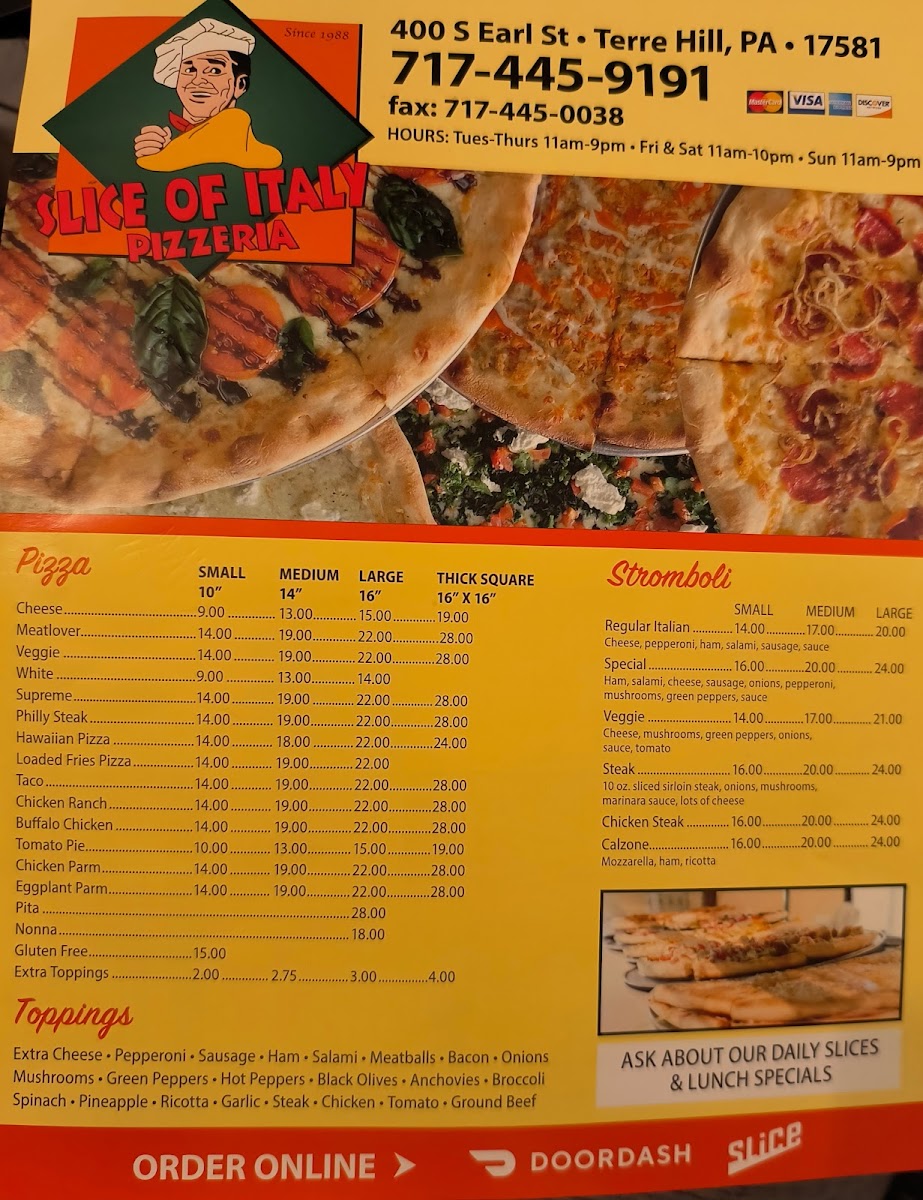 Since 1988
SLICE OF ITALY
PIZZERIA
400 S Earl St • Terre Hill, PA • 17581
717-445-9191
fax: 717-445-0038
MasterCard VISA DISCOVER
HOURS: Tues-Thurs 11am-9pm • Fri & Sat 11am-10pm • Sun 11am-9pm
Pizza
SMALL MEDIUM LARGE THICK SQUARE
10” 14” 16” 16” X 16”
Cheese 9.00 13.00 15.00 19.00
Meatlover 14.00 19.00 22.00 28.00
Veggie 14.00 19.00 22.00 28.00
White 9.00 13.00 14.00
Supreme 14.00 19.00 22.00 28.00
Philly Steak 14.00 19.00 22.00 28.00
Hawaiian Pizza 14.00 18.00 22.00 24.00
Loaded Fries Pizza 14.00 19.00 22.00
Taco 14.00 19.00 22.00 28.00
Chicken Ranch 14.00 19.00 22.00 28.00
Buffalo Chicken 14.00 19.00 22.00 28.00
Tomato Pie 10.00 13.00 15.00 19.00
Chicken Parm 14.00 19.00 22.00 28.00
Eggplant Parm 14.00 19.00 22.00 28.00
Pita 28.00
Nonna 18.00
Gluten Free 15.00
Extra Toppings 2.00 2.75 3.00 4.00
Toppings
Extra Cheese • Pepperoni • Sausage • Ham • Salami • Meatballs • Bacon • Onions
Mushrooms • Green Peppers • Hot Peppers • Black Olives • Anchovies • Broccoli
Spinach • Pineapple • Ricotta • Garlic • Steak • Chicken • Tomato • Ground Beef
Stromboli
SMALL MEDIUM LARGE
Regular Italian 14.00 17.00 20.00
Cheese, pepperoni, ham, salami, sausage, sauce
Special 16.00 20.00 24.00
Ham, salami, cheese, sausage, onions, pepperoni,
mushrooms, green peppers, sauce
Veggie 14.00 17.00 21.00
Cheese, mushrooms, green peppers, onions,
sauce, tomato
Steak 16.00 20.00 24.00
10 oz. sliced sirloin steak, onions, mushrooms,
marinara sauce, lots of cheese
Chicken Steak 16.00 20.00 24.00
Calzone 16.00 20.00 24.00
Mozzarella, ham, ricotta
ASK ABOUT OUR DAILY SLICES
& LUNCH SPECIALS
ORDER ONLINE DOORDASH SLICE